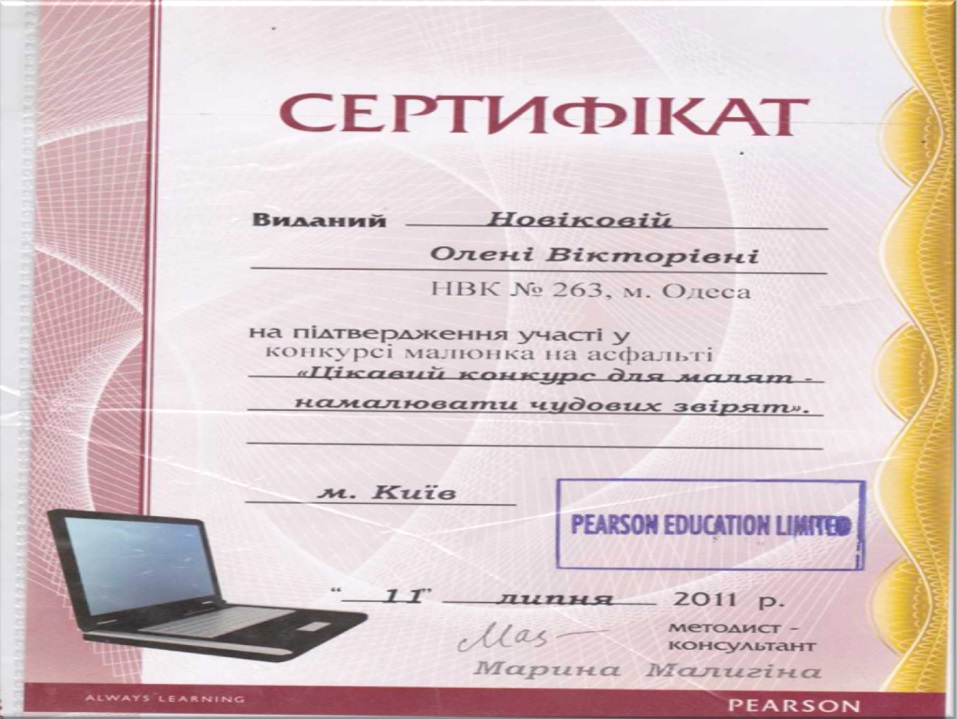 СЕРТИФІКАТ
Виданий Новіковій
Олені Вікторівні
НВК № 263, м. Одеса
на підтвердження участі у
конкурсі малюнка на асфальті
«Цікавий конкурс для малят -
намалювати чудових звірят».
м. Київ
PEARSON EDUCATION LIMITED
“ 11” липня 2011 р.
методист -
консультант
Марина Малигіна
ALWAYS LEARNING
PEARSON